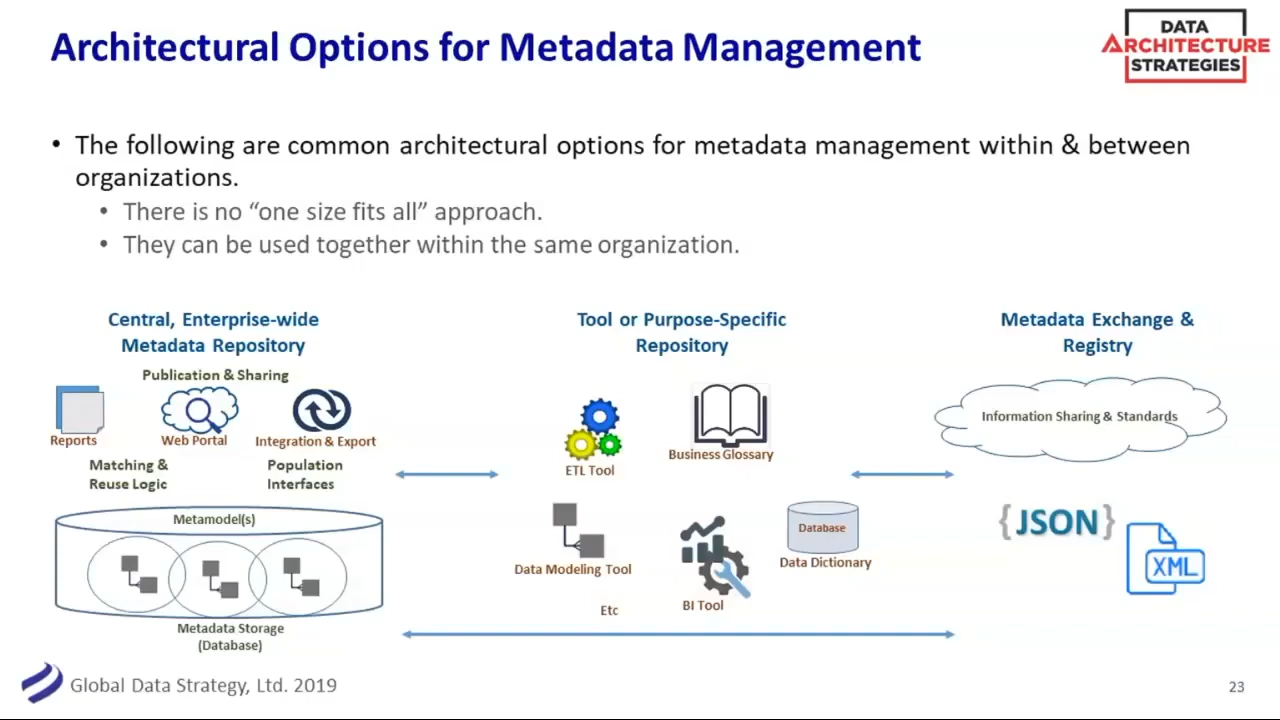 Architectural Options for Metadata Management
DATA
ARCHITECTURE
STRATEGIES
• The following are common architectural options for metadata management within & between
organizations.
• There is no “one size fits all” approach.
• They can be used together within the same organization.
Central, Enterprise-wide
Metadata Repository
Publication & Sharing
Reports
Web Portal
Integration & Export
Matching &
Reuse Logic
Population
Interfaces
Metamodel(s)
Metadata Storage
(Database)
Tool or Purpose-Specific
Repository
ETL Tool
Business Glossary
Data Modeling Tool
BI Tool
Database
Data Dictionary
Etc
Metadata Exchange &
Registry
Information Sharing & Standards
{JSON}
XML
Global Data Strategy, Ltd. 2019
23